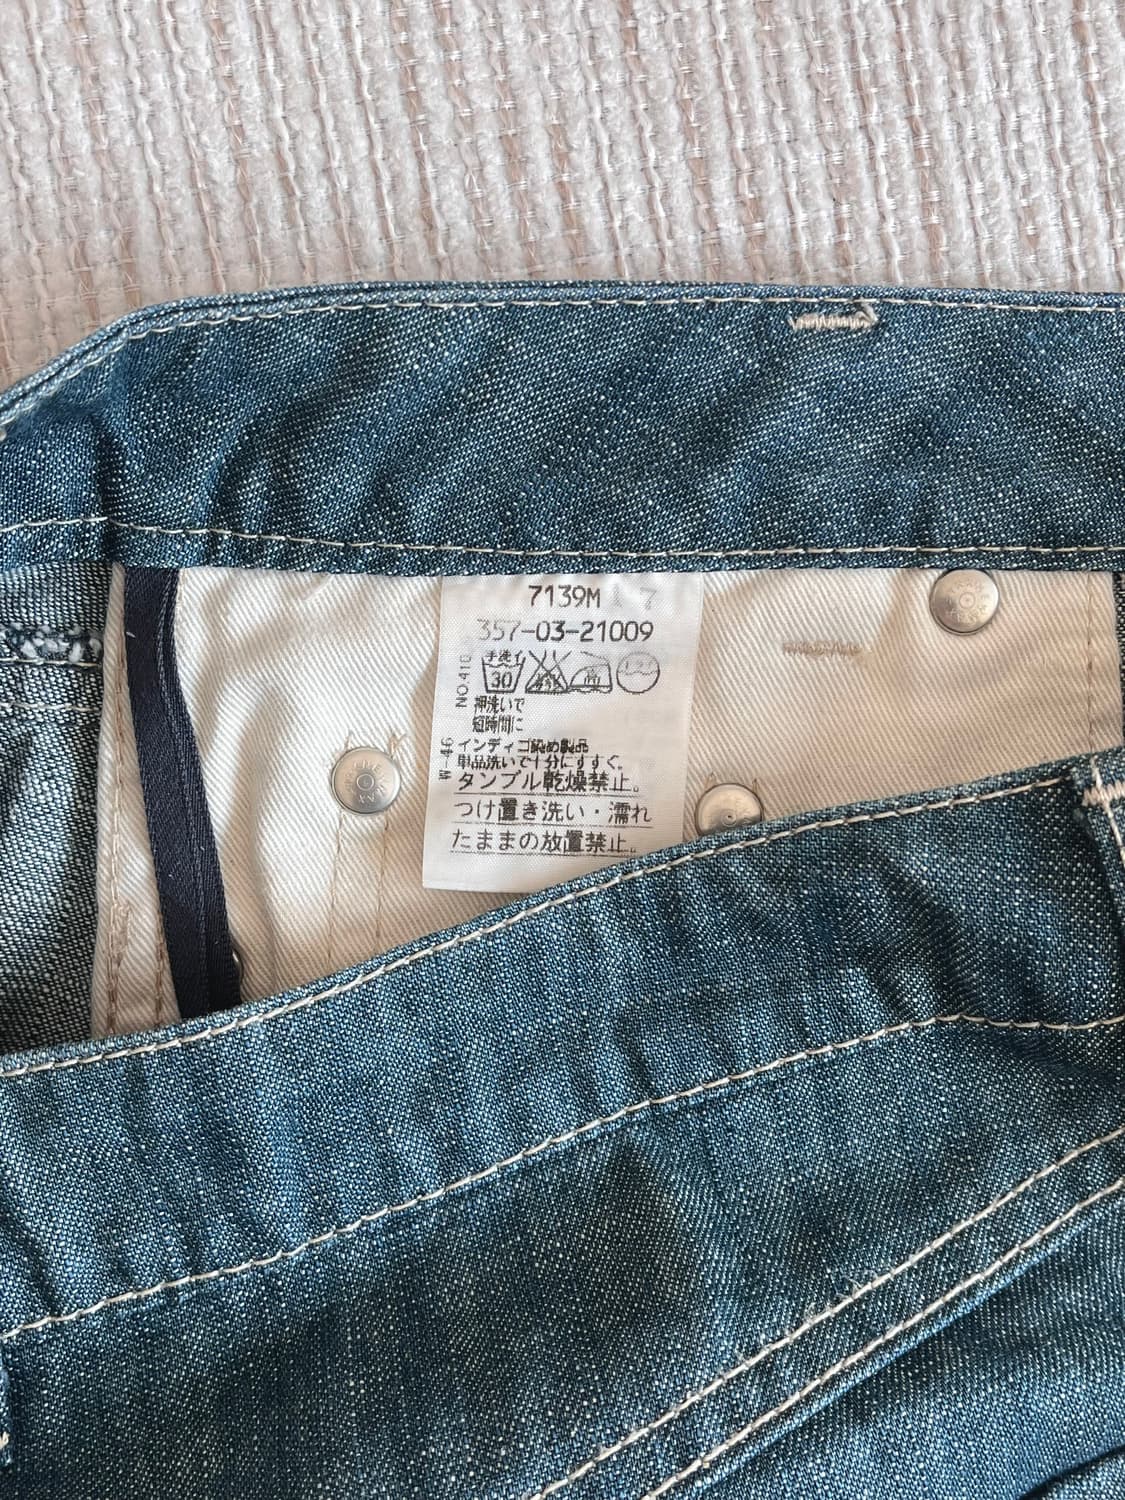 7139M
357-03-21009
手洗イ
30
NO.410
押洗いで
短時間に
W-46
インディゴ染め製品
単品洗いで十分にすすぐ。
タンブル乾燥禁止。
つけ置き洗い・濡れ
たままの放置禁止。